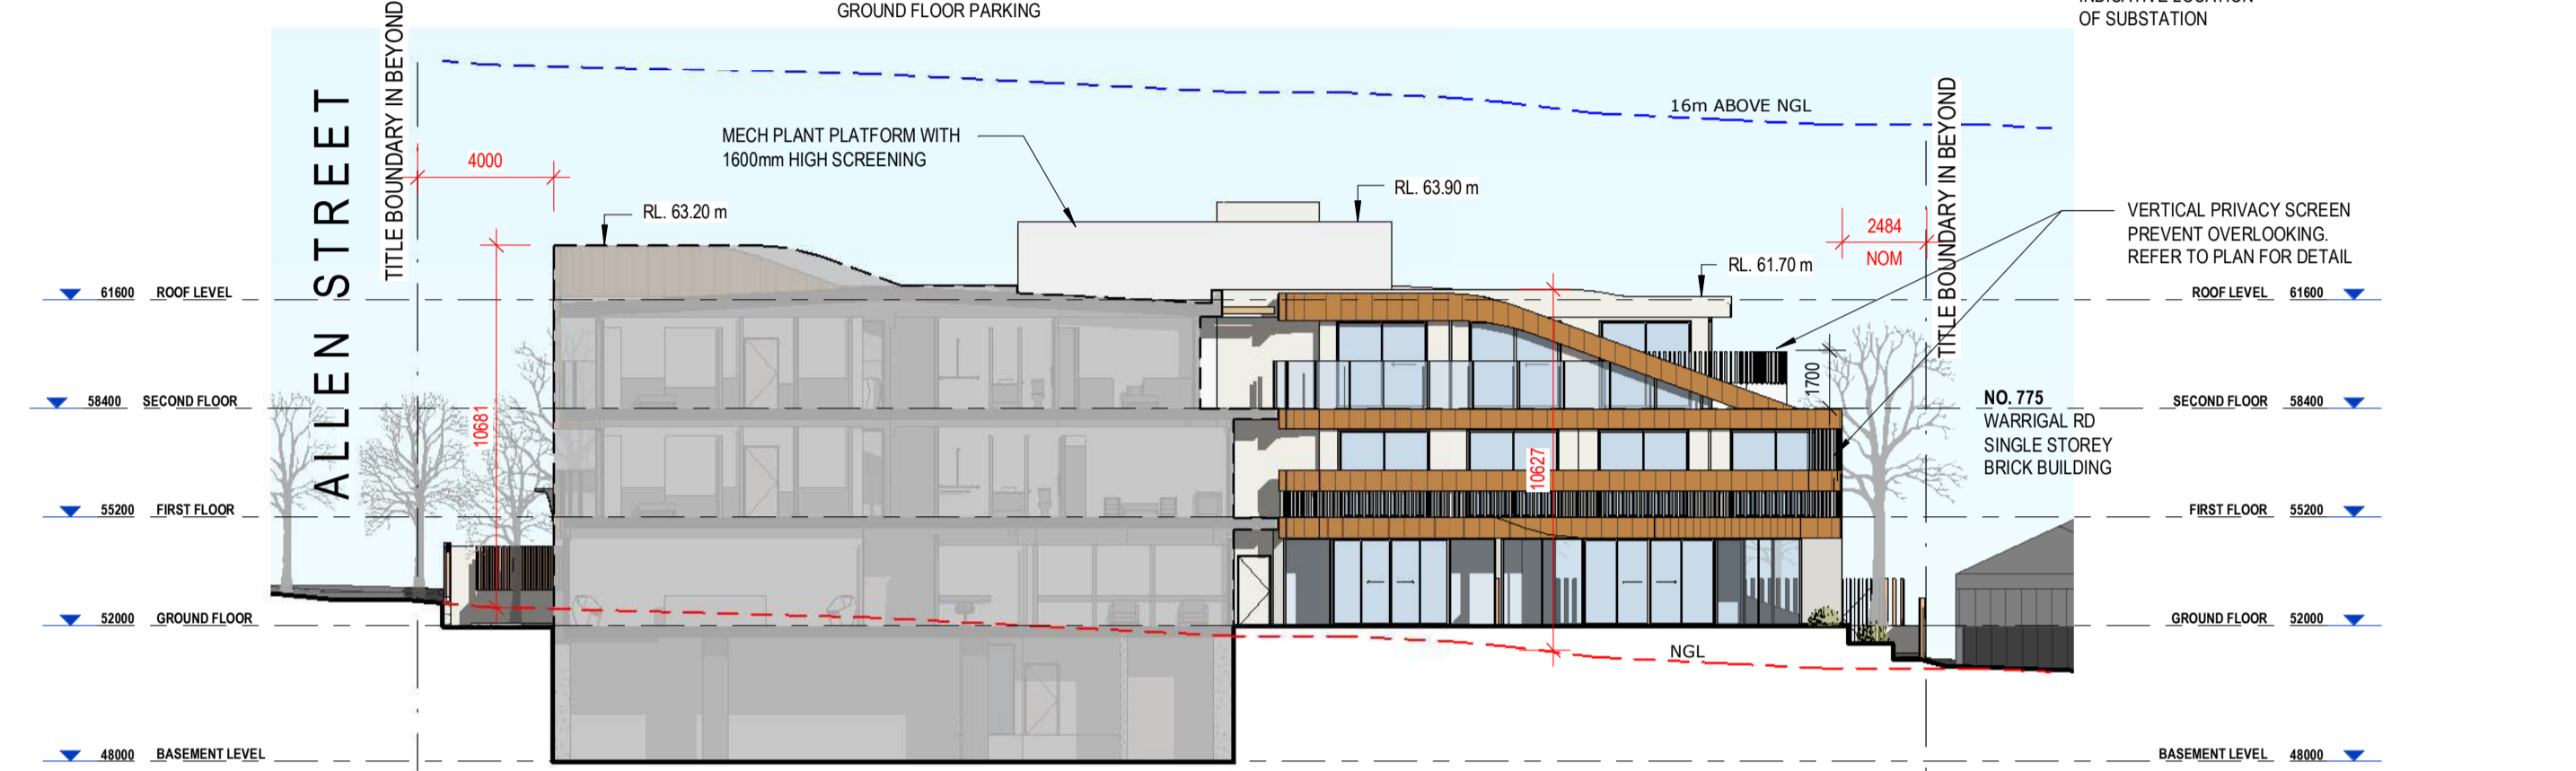 GROUND FLOOR PARKING
OF SUBSTATION
ALLEN STREET
TITLE BOUNDARY IN BEYOND
4000
MECH PLANT PLATFORM WITH
1600mm HIGH SCREENING
16m ABOVE NGL
RL. 63.20 m
RL. 63.90 m
RL. 61.70 m
2484
NOM
TITLE BOUNDARY IN BEYOND
VERTICAL PRIVACY SCREEN
PREVENT OVERLOOKING.
REFER TO PLAN FOR DETAIL
61600 ROOF LEVEL
ROOF LEVEL 61600
1700
58400 SECOND FLOOR
SECOND FLOOR 58400
10681
10627
NO. 775
WARRIGAL RD
SINGLE STOREY
BRICK BUILDING
55200 FIRST FLOOR
FIRST FLOOR 55200
52000 GROUND FLOOR
GROUND FLOOR 52000
NGL
48000 BASEMENT LEVEL
BASEMENT LEVEL 48000